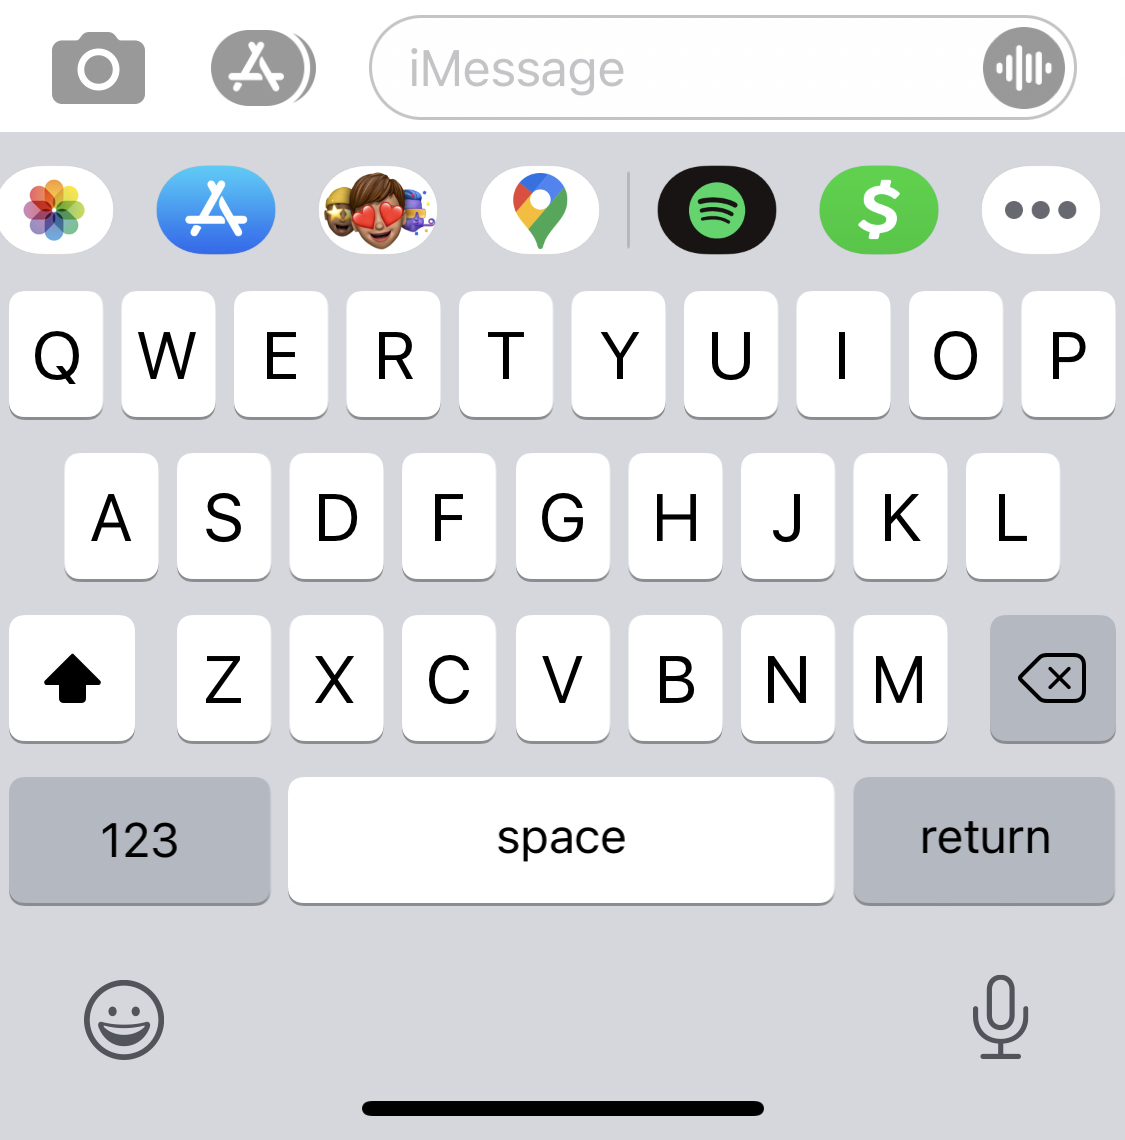 iMessage
$
Q W E R T Y U I O P
A S D F G H J K L
Z X C V B N M
123 space return